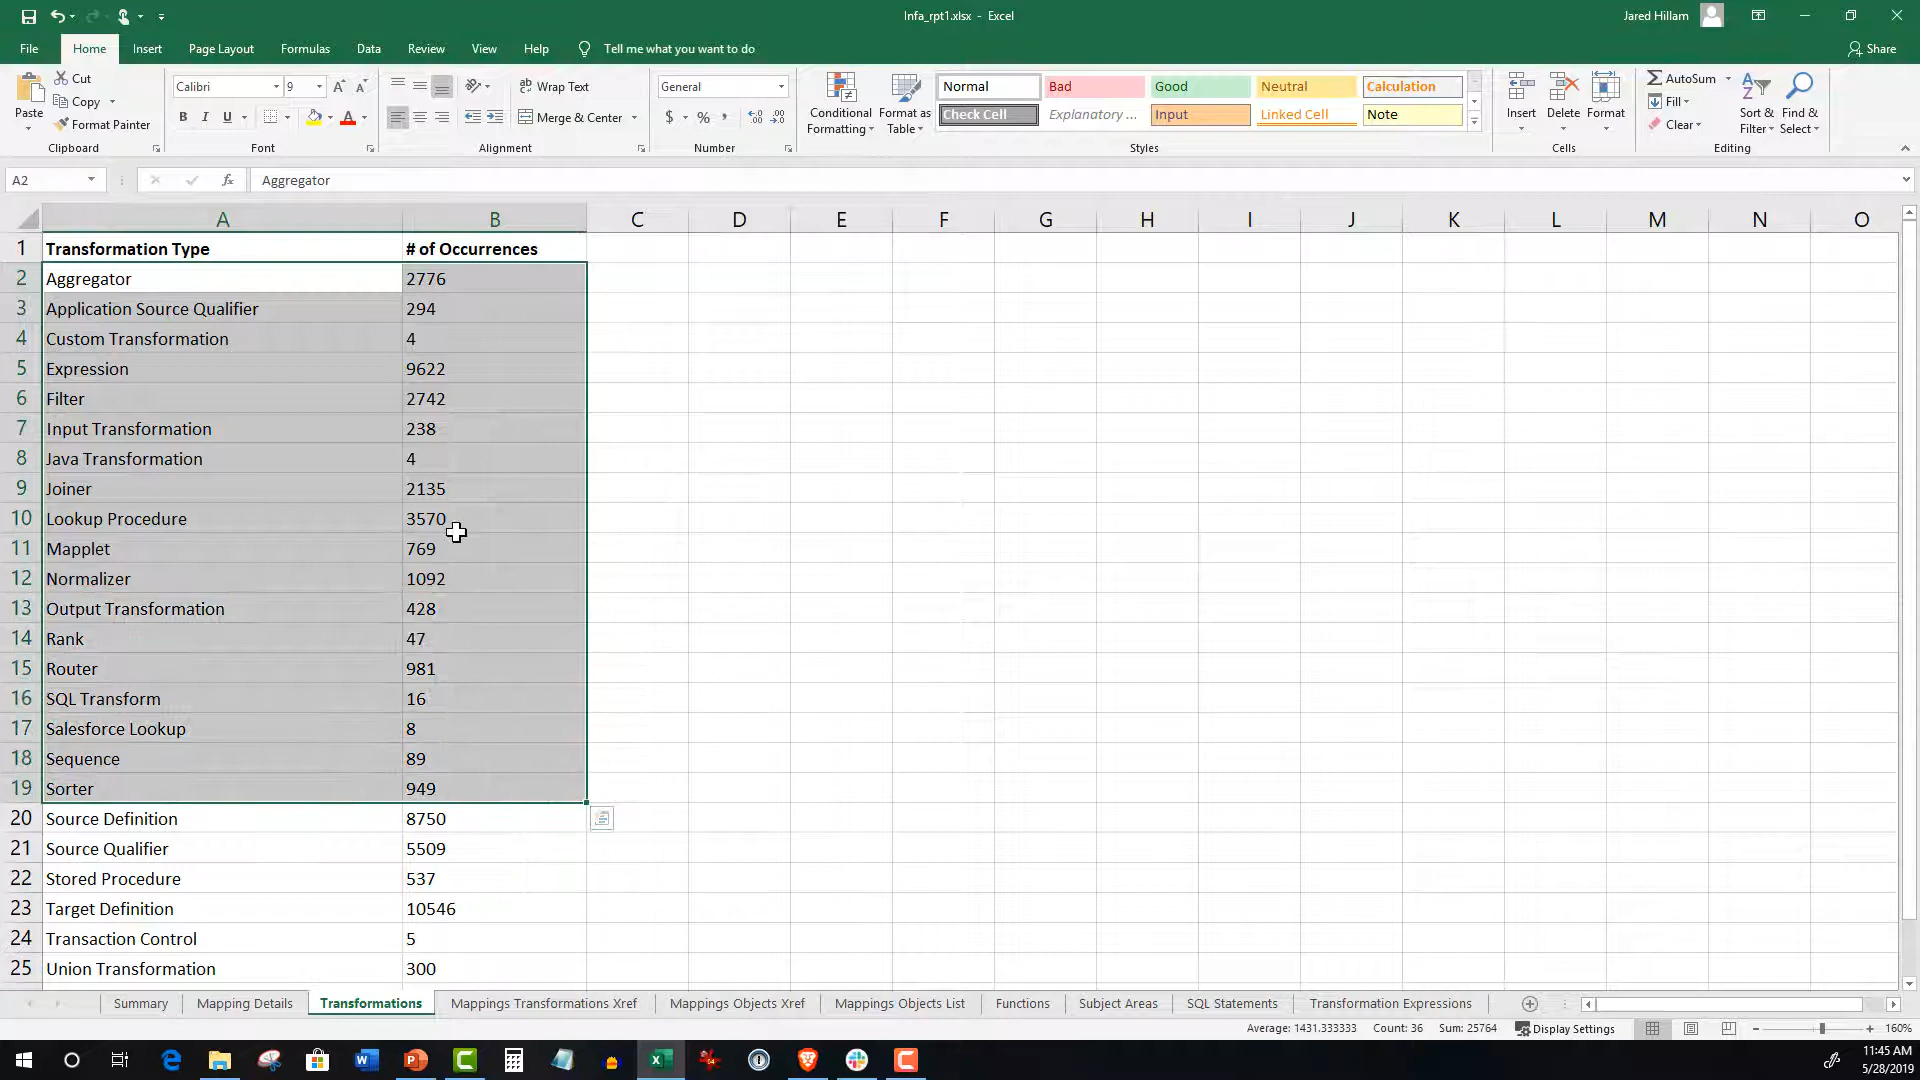 Infa_rpt1.xlsx - Excel
Jared Hillam
File Home Insert Page Layout Formulas Data Review View Help Tell me what you want to do Share
Paste Cut Copy Format Painter Clipboard
Calibri 9 A A B I U A Font
Wrap Text Merge & Center Alignment
General $ % , Number
Conditional Formatting Format as Table
Normal Bad Good Neutral Calculation
Check Cell Explanatory ... Input Linked Cell Note
Styles
Insert Delete Format Cells
AutoSum Fill Clear Sort & Filter Find & Select Editing
A2 fx Aggregator
A B C D E F G H I J K L M N O
1 Transformation Type # of Occurrences
2 Aggregator 2776
3 Application Source Qualifier 294
4 Custom Transformation 4
5 Expression 9622
6 Filter 2742
7 Input Transformation 238
8 Java Transformation 4
9 Joiner 2135
10 Lookup Procedure 3570
11 Mapplet 769
12 Normalizer 1092
13 Output Transformation 428
14 Rank 47
15 Router 981
16 SQL Transform 16
17 Salesforce Lookup 8
18 Sequence 89
19 Sorter 949
20 Source Definition 8750
21 Source Qualifier 5509
22 Stored Procedure 537
23 Target Definition 10546
24 Transaction Control 5
25 Union Transformation 300
Summary Mapping Details Transformations Mappings Transformations Xref Mappings Objects Xref Mappings Objects List Functions Subject Areas SQL Statements Transformation Expressions
Average: 1431.333333 Count: 36 Sum: 25764 Display Settings 160%
11:45 AM
5/28/2019